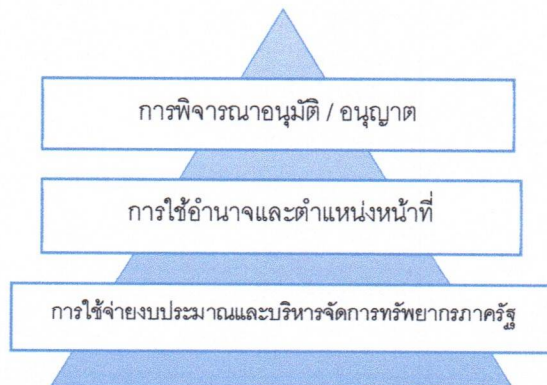 การพิจารณาอนุมัติ / อนุญาต
การใช้อำนาจและตำแหน่งหน้าที่
การใช้จ่ายงบประมาณและบริหารจัดการทรัพยากรภาครัฐ